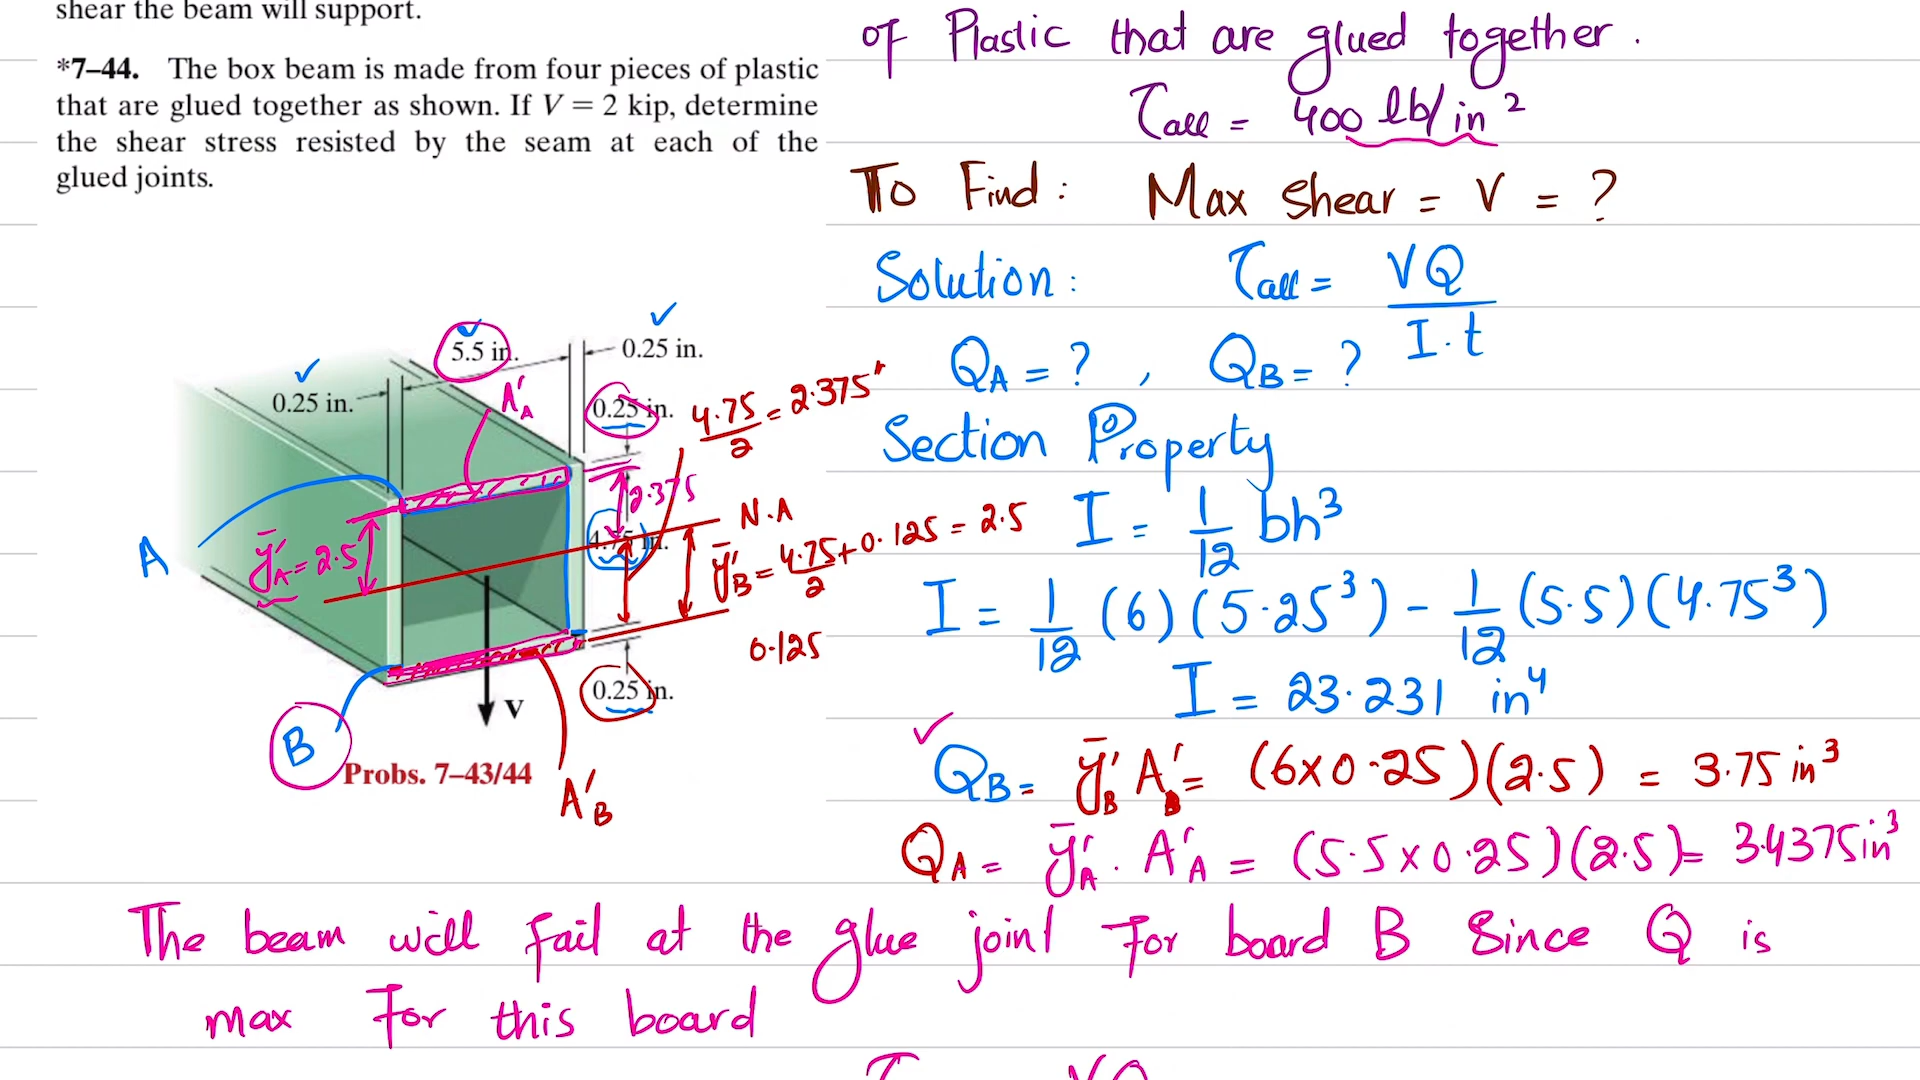 shear the beam will support.
*7–44. The box beam is made from four pieces of plastic
that are glued together as shown. If V = 2 kip, determine
the shear stress resisted by the seam at each of the
glued joints.
5.5 in.
0.25 in.
0.25 in.
0.25 in.
4.75/2 = 2.375"
A'A
2.375
N.A
4.75 in.
ȳ'A = 2.5
ȳ'B = 4.75/2 + 0.125 = 2.5
A
0.125
0.25 in.
V
B
Probs. 7–43/44
A'B
of Plastic that are glued together.
τall = 400 lb/in²
To Find: Max Shear = V = ?
Solution: τall = VQ/I.t
QA = ? , QB = ?
Section Property
I = 1/12 bh³
I = 1/12 (6)(5.25³) - 1/12 (5.5)(4.75³)
I = 23.231 in⁴
QB = ȳ'B A'B = (6x0.25)(2.5) = 3.75 in³
QA = ȳ'A . A'A = (5.5x0.25)(2.5) = 3.4375in³
The beam will fail at the glue joint for board B Since Q is
max for this board
VQ